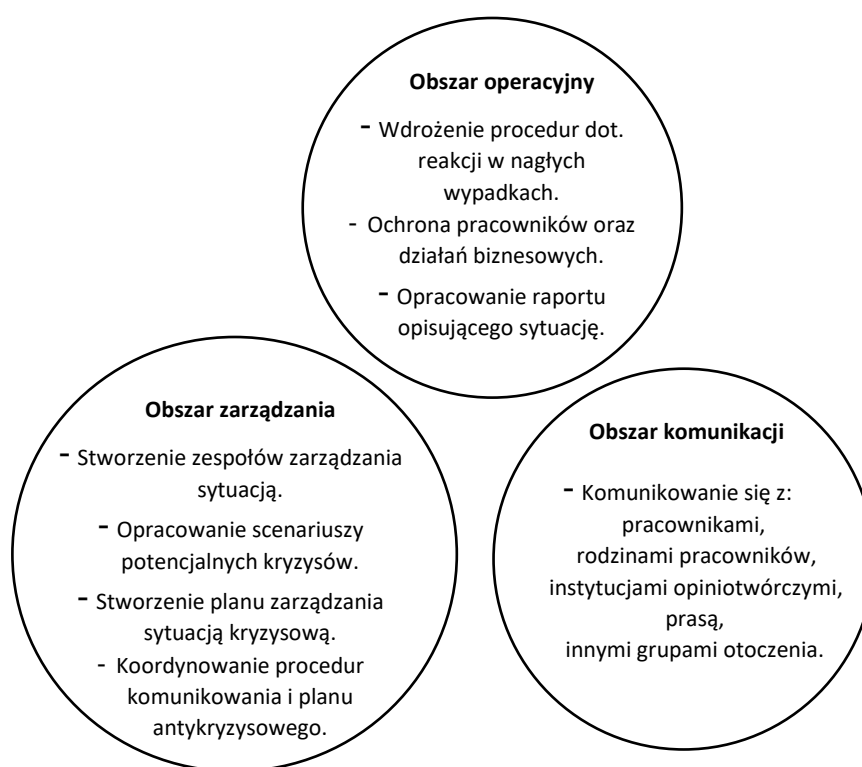 Obszar operacyjny
- Wdrożenie procedur dot.
reakcji w nagłych
wypadkach.
- Ochrona pracowników oraz
działań biznesowych.
- Opracowanie raportu
opisującego sytuację.
Obszar zarządzania
- Stworzenie zespołów zarządzania
sytuacją.
- Opracowanie scenariuszy
potencjalnych kryzysów.
- Stworzenie planu zarządzania
sytuacją kryzysową.
- Koordynowanie procedur
komunikowania i planu
antykryzysowego.
Obszar komunikacji
- Komunikowanie się z:
pracownikami,
rodzinami pracowników,
instytucjami opiniotwórczymi,
prasą,
innymi grupami otoczenia.